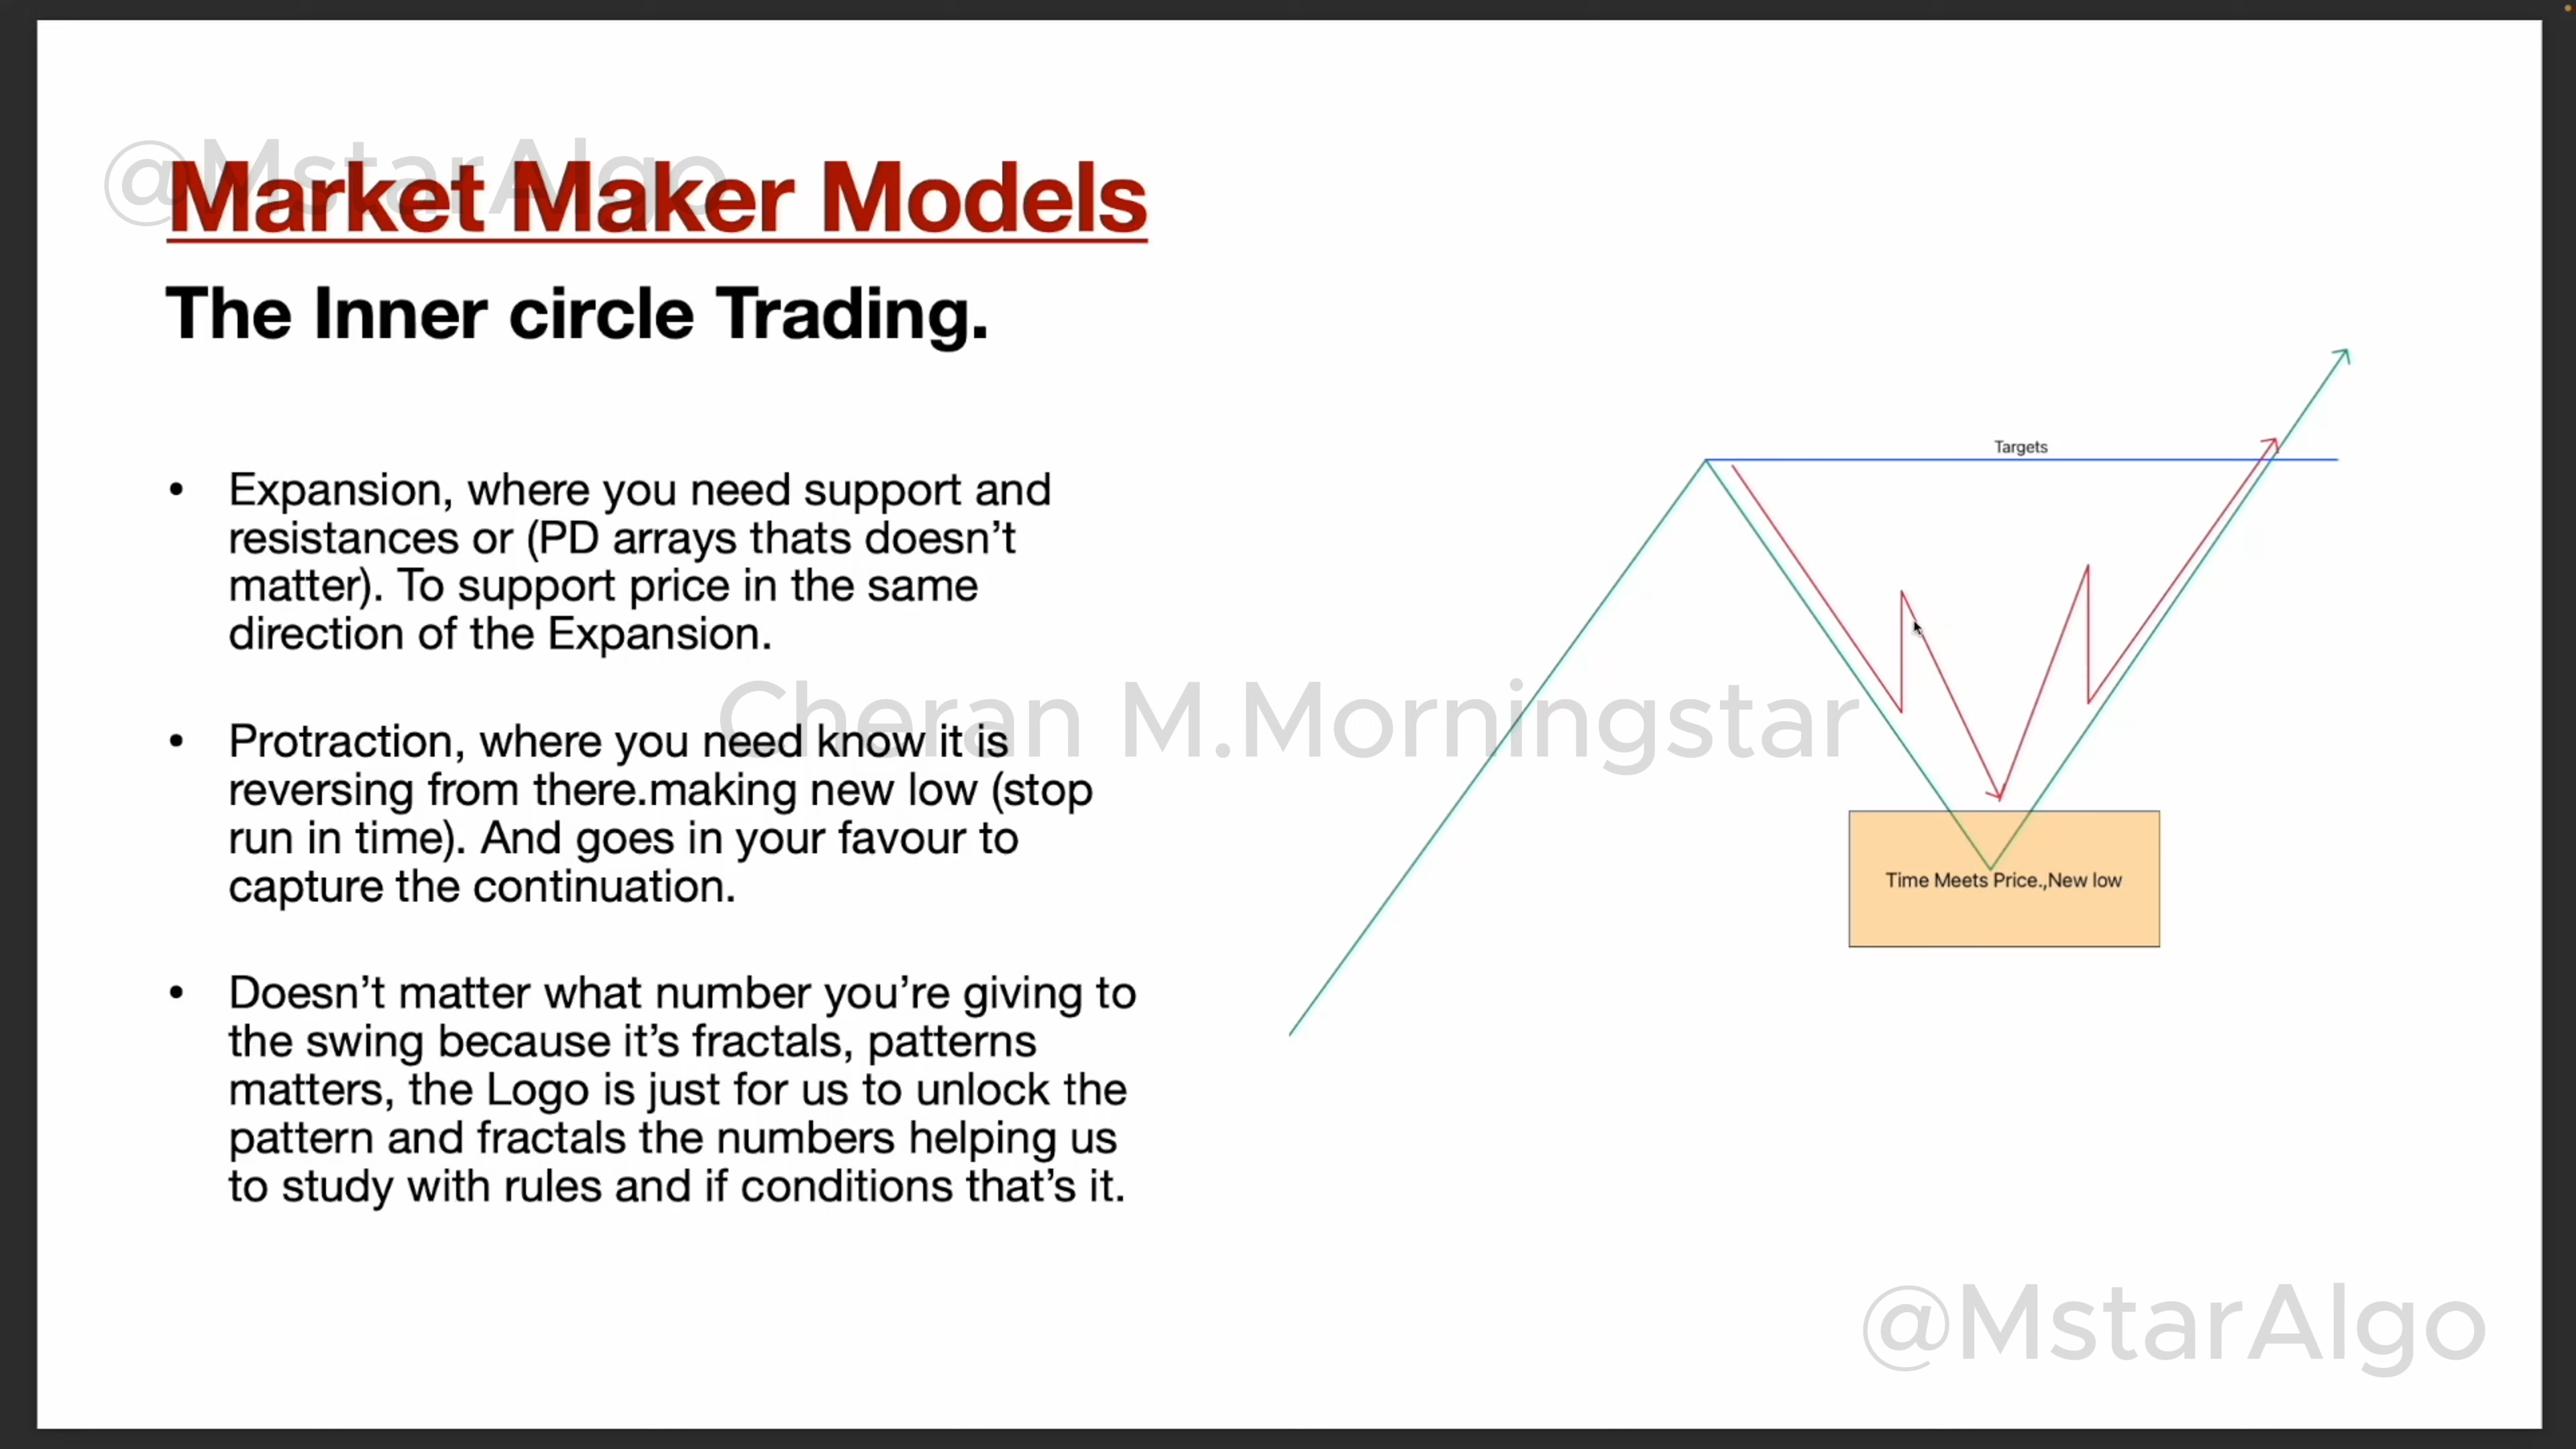 @MstarAlgo
Market Maker Models
The Inner circle Trading.
• Expansion, where you need support and
resistances or (PD arrays thats doesn’t
matter). To support price in the same
direction of the Expansion.
• Protraction, where you need know it is
reversing from there.making new low (stop
run in time). And goes in your favour to
capture the continuation.
• Doesn’t matter what number you’re giving to
the swing because it’s fractals, patterns
matters, the Logo is just for us to unlock the
pattern and fractals the numbers helping us
to study with rules and if conditions that’s it.
Cheran M.Morningstar
Targets
Time Meets Price.,New low
@MstarAlgo